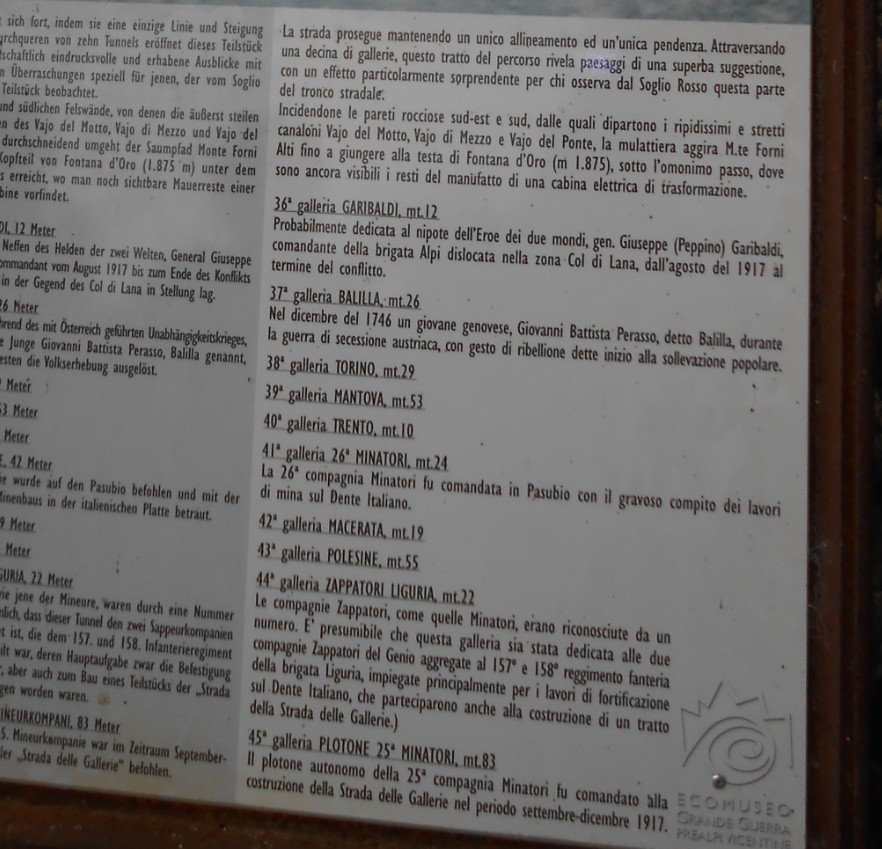 sich fort, indem sie eine einzige Linie und Steigung
rchqueren von zehn Tunnels eröffnet dieses Teilstück
dschaftlich eindrucksvolle und erhabene Ausblicke mit
n Überraschungen speziell für jenen, der vom Soglio
Teilstück beobachtet.
und südlichen Felswände, von denen die äußerst steilen
en des Vajo del Motto, Vajo di Mezzo und Vajo del
durchschneidend umgeht der Saumpfad Monte Forni
Kopfteil von Fontana d'Oro (1.875 m) unter dem
s erreicht, wo man noch sichtbare Mauerreste einer
bine vorfindet.
DI, 12 Meter
Neffen des Helden der zwei Welten, General Giuseppe
ommandant vom August 1917 bis zum Ende des Konflikts
in der Gegend des Col di Lana in Stellung lag.
26 Meter
hrend des mit Österreich geführten Unabhängigkeitskrieges,
e Junge Giovanni Battista Perasso, Balilla genannt,
esten die Volkserhebung ausgelöst.
Meter
53 Meter
Meter
E, 42 Meter
ie wurde auf den Pasubio befohlen und mit der
Minenbaus in der italienischen Platte betraut.
9 Meter
Meter
GURIA, 22 Meter
ie jene der Mineure, waren durch eine Nummer
nlich, dass dieser Tunnel den zwei Sappeurkompanien
t ist, die dem 157. und 158. Infanterieregiment
ilt war, deren Hauptaufgabe zwar die Befestigung
, aber auch zum Bau eines Teilstücks der „Strada
gen worden waren.
INEURKOMPANI, 83 Meter
5. Mineurkompanie war im Zeitraum September-
der „Strada delle Gallerie" befohlen.
La strada prosegue mantenendo un unico allineamento ed un'unica pendenza. Attraversando
una decina di gallerie, questo tratto del percorso rivela paesaggi di una superba suggestione,
con un effetto particolarmente sorprendente per chi osserva dal Soglio Rosso questa parte
del tronco stradale.
Incidendone le pareti rocciose sud-est e sud, dalle quali dipartono i ripidissimi e stretti
canaloni Vajo del Motto, Vajo di Mezzo e Vajo del Ponte, la mulattiera aggira M.te Forni
Alti fino a giungere alla testa di Fontana d'Oro (m 1.875), sotto l'omonimo passo, dove
sono ancora visibili i resti del manufatto di una cabina elettrica di trasformazione.
36ª galleria GARIBALDI, mt.12
Probabilmente dedicata al nipote dell'Eroe dei due mondi, gen. Giuseppe (Peppino) Garibaldi,
comandante della brigata Alpi dislocata nella zona Col di Lana, dall'agosto del 1917 al
termine del conflitto.
37ª galleria BALILLA, mt.26
Nel dicembre del 1746 un giovane genovese, Giovanni Battista Perasso, detto Balilla, durante
la guerra di secessione austriaca, con gesto di ribellione dette inizio alla sollevazione popolare.
38ª galleria TORINO, mt.29
39ª galleria MANTOVA, mt.53
40ª galleria TRENTO, mt.10
41ª galleria 26ª MINATORI, mt.24
La 26ª compagnia Minatori fu comandata in Pasubio con il gravoso compito dei lavori
di mina sul Dente Italiano.
42ª galleria MACERATA, mt.19
43ª galleria POLESINE, mt.55
44ª galleria ZAPPATORI LIGURIA, mt.22
Le compagnie Zappatori, come quelle Minatori, erano riconosciute da un
numero. E' presumibile che questa galleria sia stata dedicata alle due
compagnie Zappatori del Genio aggregate al 157º e 158º reggimento fanteria
della brigata Liguria, impiegate principalmente per i lavori di fortificazione
sul Dente Italiano, che parteciparono anche alla costruzione di un tratto
della Strada delle Gallerie.)
45ª galleria PLOTONE 25ª MINATORI, mt.83
Il plotone autonomo della 25ª compagnia Minatori fu comandato alla
costruzione della Strada delle Gallerie nel periodo settembre-dicembre 1917.
ECOMUSEO
GRANDE GUERRA
PREALPI VICENTINE